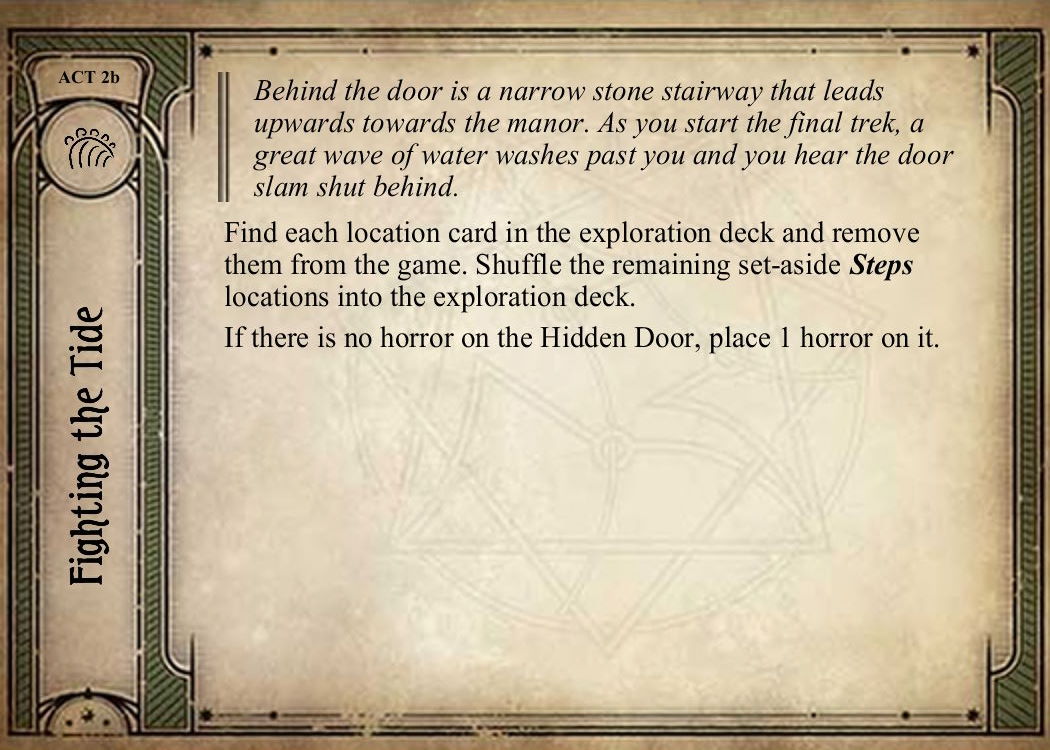 ACT 2b
Fighting the Tide
Behind the door is a narrow stone stairway that leads
upwards towards the manor. As you start the final trek, a
great wave of water washes past you and you hear the door
slam shut behind.
Find each location card in the exploration deck and remove
them from the game. Shuffle the remaining set-aside Steps
locations into the exploration deck.
If there is no horror on the Hidden Door, place 1 horror on it.